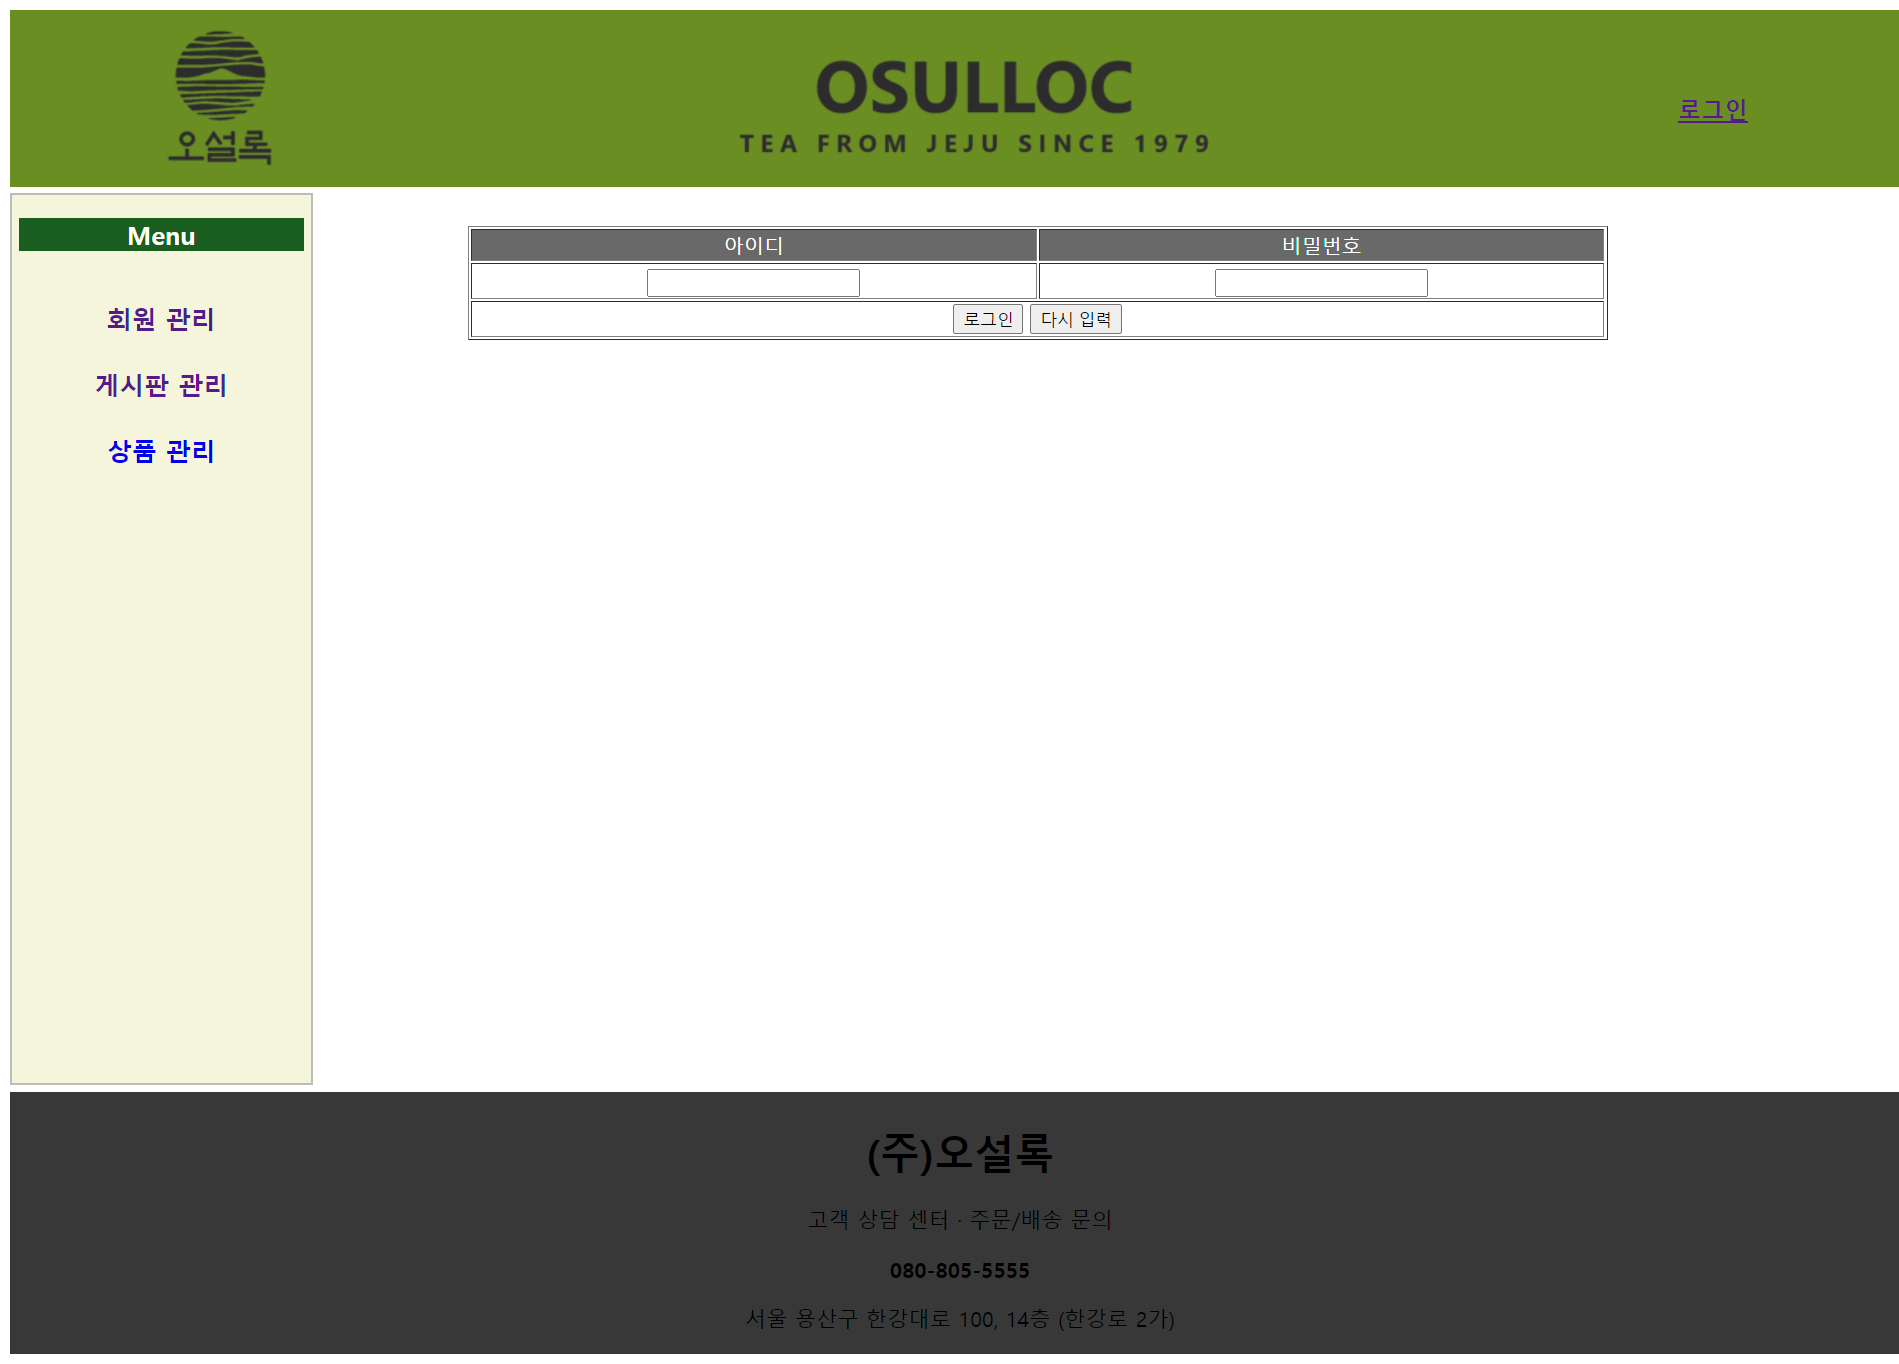 오설록
OSULLOC
TEA FROM JEJU SINCE 1979
로그인
Menu
회원 관리
게시판 관리
상품 관리
아이디 비밀번호
로그인 다시 입력
(주)오설록
고객 상담 센터 · 주문/배송 문의
080-805-5555
서울 용산구 한강대로 100, 14층 (한강로 2가)